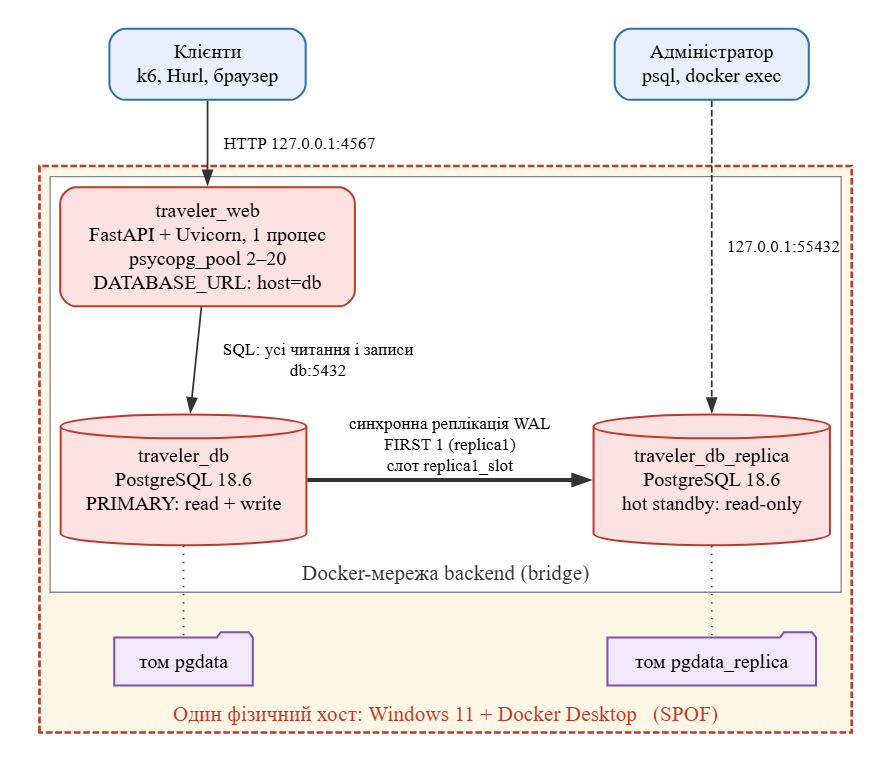 Клієнти
k6, Hurl, браузер
Адміністратор
psql, docker exec
HTTP 127.0.0.1:4567
traveler_web
FastAPI + Uvicorn, 1 процес
psycopg_pool 2–20
DATABASE_URL: host=db
127.0.0.1:55432
SQL: усі читання і записи
db:5432
синхронна реплікація WAL
FIRST 1 (replica1)
слот replica1_slot
traveler_db
PostgreSQL 18.6
PRIMARY: read + write
traveler_db_replica
PostgreSQL 18.6
hot standby: read-only
Docker-мережа backend (bridge)
том pgdata
том pgdata_replica
Один фізичний хост: Windows 11 + Docker Desktop (SPOF)